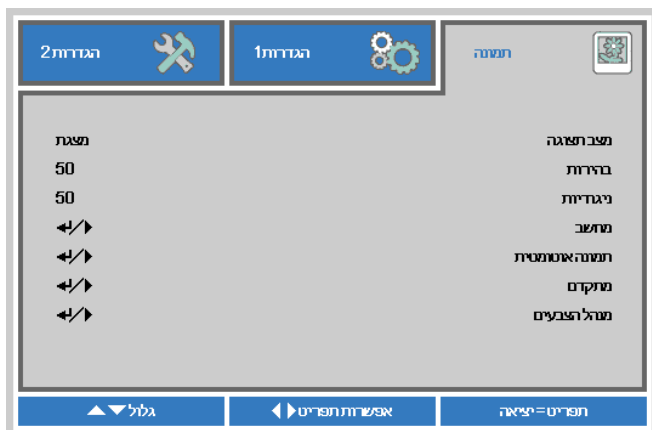 תמונה
הגדרות 1
הגדרות 2
מצב תצוגה מצגת
בהירות 50
ניגודיות 50
מחשב ↵/▶
תמונה אוטומטית ↵/▶
מתקדם ↵/▶
מנהל הצבעים ↵/▶
תפריט = יציאה
אפשרות תפריט ◀▶
גלול ▼▲